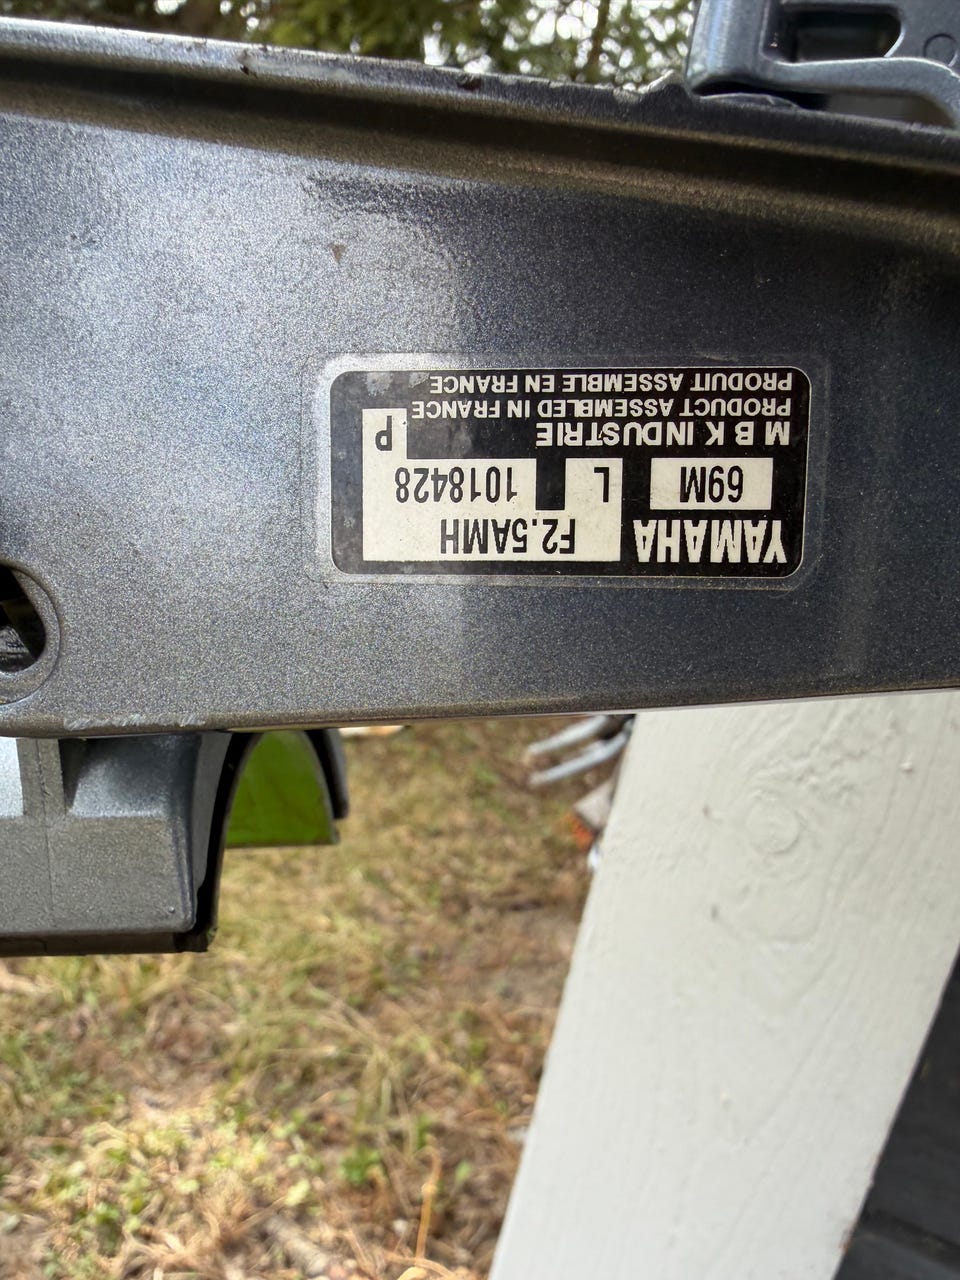 YAMAHA F2.5AMH
69M L 1018428
M B K INDUSTRIE P
PRODUCT ASSEMBLED IN FRANCE
PRODUIT ASSEMBLE EN FRANCE